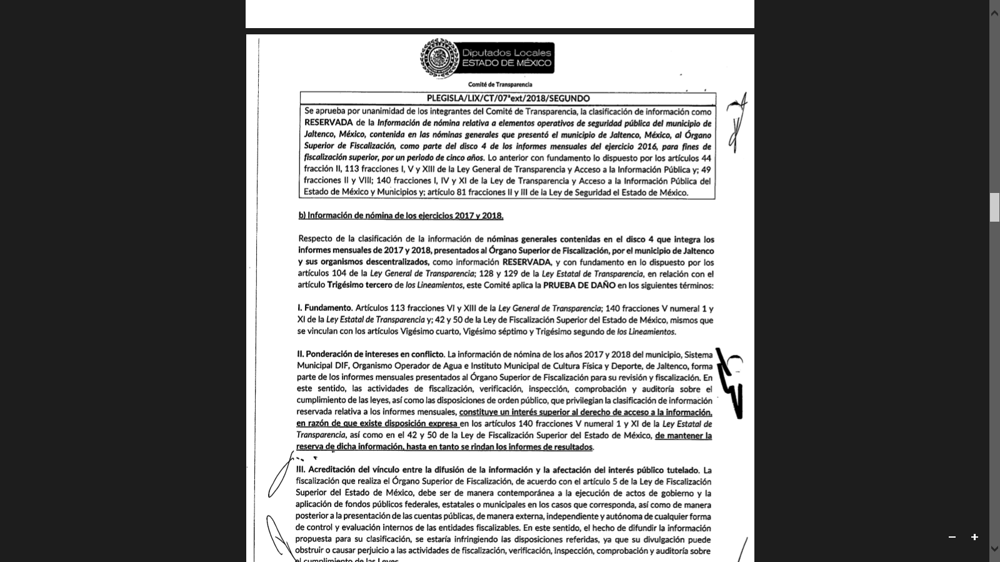 Diputados Locales
ESTADO DE MÉXICO
Comité de Transparencia
PLEGISLA/LIX/CT/07ªext/2018/SEGUNDO
Se aprueba por unanimidad de los integrantes del Comité de Transparencia, la clasificación de información como
RESERVADA de la Información de nómina relativa a elementos operativos de seguridad pública del municipio de
Jaltenco, México, contenida en las nóminas generales que presentó el municipio de Jaltenco, México, al Órgano
Superior de Fiscalización, como parte del disco 4 de los informes mensuales del ejercicio 2016, para fines de
fiscalización superior, por un periodo de cinco años. Lo anterior con fundamento lo dispuesto por los artículos 44
fracción II, 113 fracciones I, V y XIII de la Ley General de Transparencia y Acceso a la Información Pública y; 49
fracciones II y VIII; 140 fracciones I, IV y XI de la Ley de Transparencia y Acceso a la Información Pública del
Estado de México y Municipios y; artículo 81 fracciones II y III de la Ley de Seguridad el Estado de México.
b) Información de nómina de los ejercicios 2017 y 2018.
Respecto de la clasificación de la información de nóminas generales contenidas en el disco 4 que integra los
informes mensuales de 2017 y 2018, presentados al Órgano Superior de Fiscalización, por el municipio de Jaltenco
y sus organismos descentralizados, como información RESERVADA, y con fundamento en lo dispuesto por los
artículos 104 de la Ley General de Transparencia; 128 y 129 de la Ley Estatal de Transparencia, en relación con el
artículo Trigésimo tercero de los Lineamientos, este Comité aplica la PRUEBA DE DAÑO en los siguientes términos:
I. Fundamento. Artículos 113 fracciones VI y XIII de la Ley General de Transparencia; 140 fracciones V numeral 1 y
XI de la Ley Estatal de Transparencia y; 42 y 50 de la Ley de Fiscalización Superior del Estado de México, mismos que
se vinculan con los artículos Vigésimo cuarto, Vigésimo séptimo y Trigésimo segundo de los Lineamientos.
II. Ponderación de intereses en conflicto. La información de nómina de los años 2017 y 2018 del municipio, Sistema
Municipal DIF, Organismo Operador de Agua e Instituto Municipal de Cultura Física y Deporte, de Jaltenco, forma
parte de los informes mensuales presentados al Órgano Superior de Fiscalización para su revisión y fiscalización. En
este sentido, las actividades de fiscalización, verificación, inspección, comprobación y auditoría sobre el
cumplimiento de las leyes, así como las disposiciones de orden público, que privilegian la clasificación de información
reservada relativa a los informes mensuales, constituye un interés superior al derecho de acceso a la información,
en razón de que existe disposición expresa en los artículos 140 fracciones V numeral 1 y XI de la Ley Estatal de
Transparencia, así como en el 42 y 50 de la Ley de Fiscalización Superior del Estado de México, de mantener la
reserva de dicha información, hasta en tanto se rindan los informes de resultados.
III. Acreditación del vínculo entre la difusión de la información y la afectación del interés público tutelado. La
fiscalización que realiza el Órgano Superior de Fiscalización, de acuerdo con el artículo 5 de la Ley de Fiscalización
Superior del Estado de México, debe ser de manera contemporánea a la ejecución de actos de gobierno y la
aplicación de fondos públicos federales, estatales o municipales en los casos que corresponda, así como de manera
posterior a la presentación de las cuentas públicas, de manera externa, independiente y autónoma de cualquier forma
de control y evaluación internos de las entidades fiscalizables. En este sentido, el hecho de difundir la información
propuesta para su clasificación, se estaría infringiendo las disposiciones referidas, ya que su divulgación puede
obstruir o causar perjuicio a las actividades de fiscalización, verificación, inspección, comprobación y auditoría sobre
el cumplimiento de las Leyes.